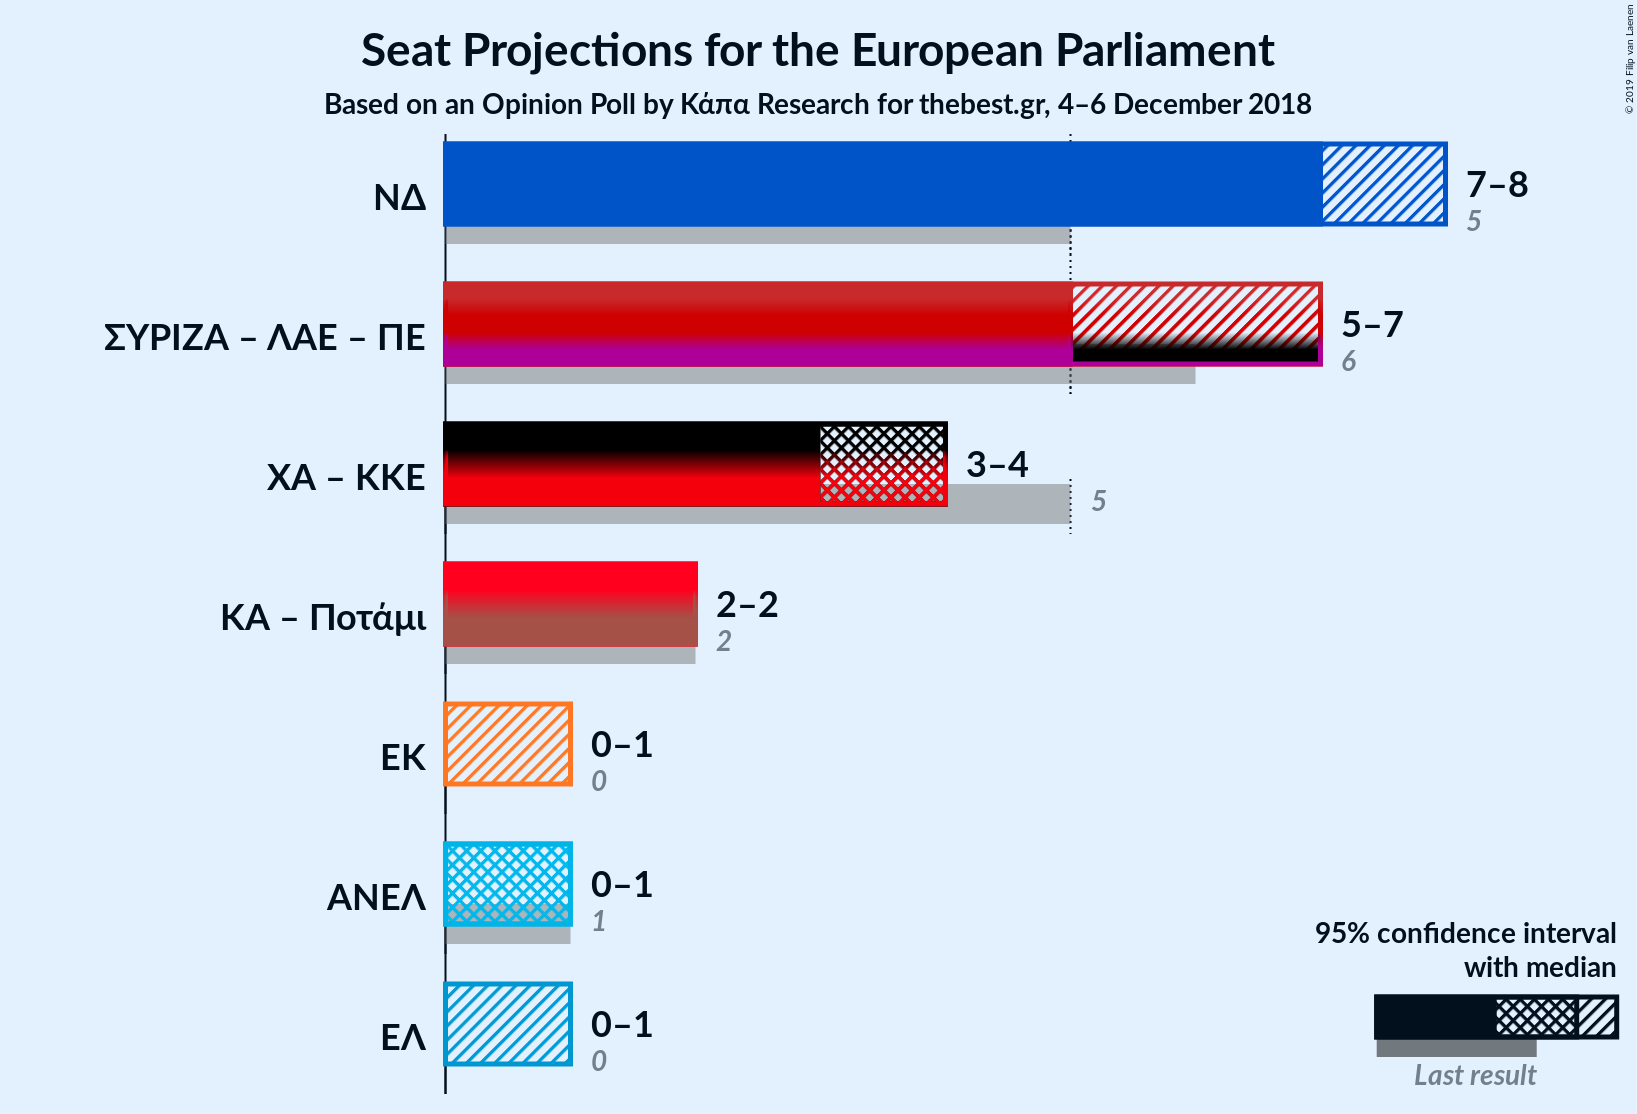 Seat Projections for the European Parliament
Based on an Opinion Poll by Κάπα Research for thebest.gr, 4–6 December 2018
© 2019 Filip van Laenen
ΝΔ
7–8
5
ΣΥΡΙΖΑ – ΛΑΕ – ΠΕ
5–7
6
ΧΑ – ΚΚΕ
3–4
5
ΚΑ – Ποτάμι
2–2
2
ΕΚ
0–1
0
ΑΝΕΛ
0–1
1
ΕΛ
0–1
0
95% confidence interval
with median
Last result